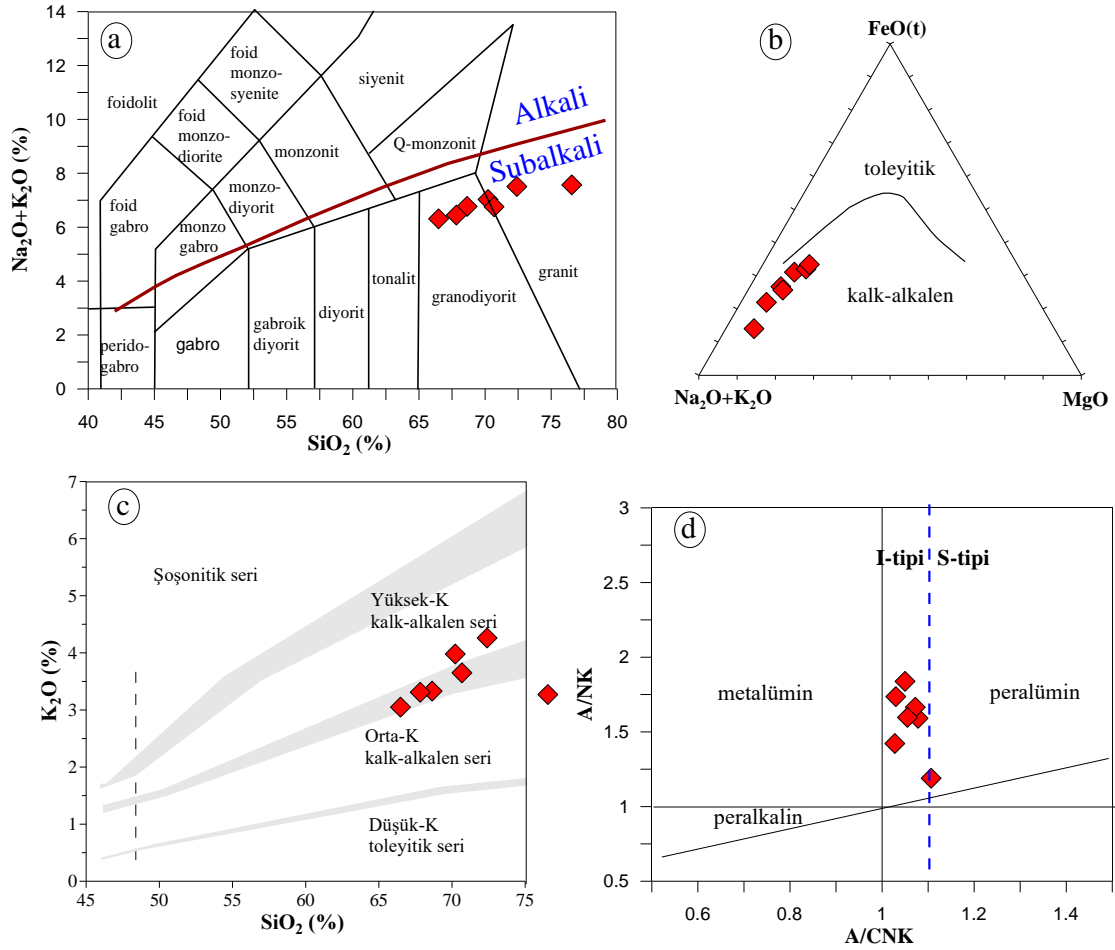 a
14
12
10
8
6
4
2
0
Na₂O+K₂O (%)
foidolit
foid
monzo-
syenite
foid
monzo-
diorite
foid
gabro
monzo
gabro
monzo-
diyorit
monzonit
siyenit
Q-monzonit
Alkali
Subalkali
perido-
gabro
gabro
gabroik
diyorit
diyorit
tonalit
granodiyorit
granit
40 45 50 55 60 65 70 75 79
SiO₂ (%)
b
FeO(t)
toleyitik
kalk-alkalen
Na₂O+K₂O
MgO
c
7
6
5
4
3
2
1
0
K₂O (%)
Şoşonitik seri
Yüksek-K
kalk-alkalen seri
Orta-K
kalk-alkalen seri
Düşük-K
toleyitik seri
45 50 55 60 65 70 75
SiO₂ (%)
d
3
2.5
2
1.5
1
0.5
A/NK
I-tipi S-tipi
metalümin
peralümin
peralkalin
0.6 0.8 1 1.2 1.4
A/CNK